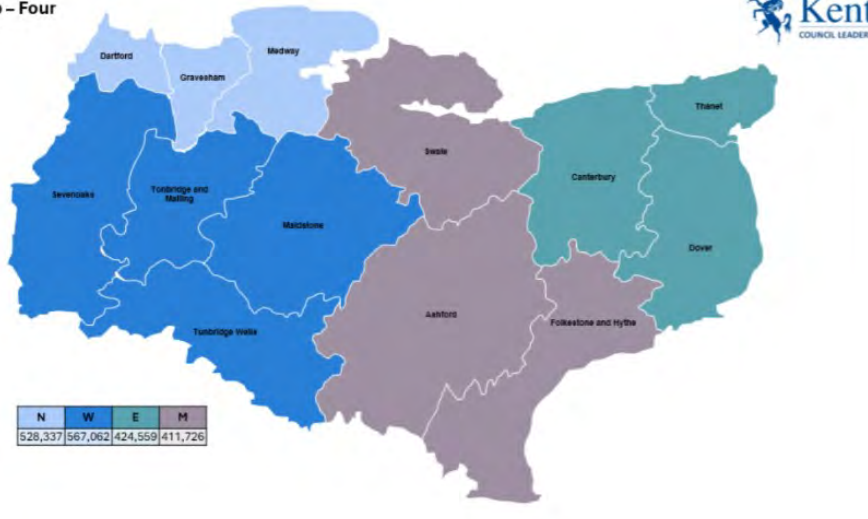 – Four
Kent
COUNCIL LEADER
Dartford
Gravesham
Medway
Swale
Thanet
Canterbury
Sevenoaks
Tonbridge and
Malling
Maidstone
Dover
Ashford
Folkestone and Hythe
Tunbridge Wells
N W E M
528,337 567,062 424,559 411,726